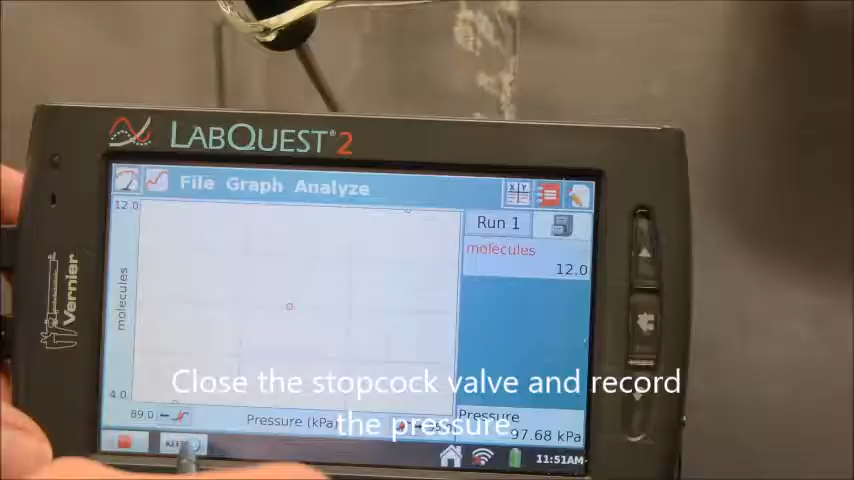 LABQUEST® 2
File Graph Analyze
12.0
Run 1
molecules
12.0
molecules
Vernier
4.0
89.0
Pressure (kPa)
Pressure
97.68 kPa
KEEP
11:51AM
Close the stopcock valve and record
the pressure.